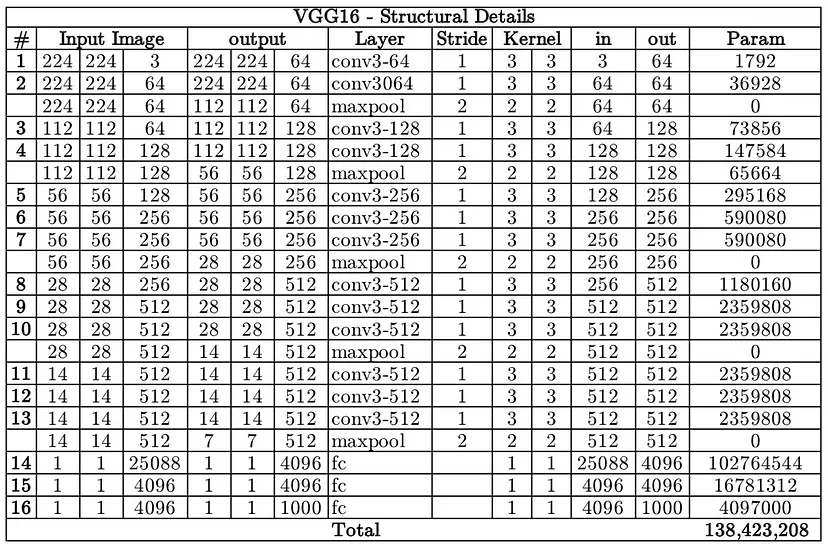 VGG16 - Structural Details
# Input Image output Layer Stride Kernel in out Param
1 224 224 3 224 224 64 conv3-64 1 3 3 3 64 1792
2 224 224 64 224 224 64 conv3064 1 3 3 64 64 36928
224 224 64 112 112 64 maxpool 2 2 2 64 64 0
3 112 112 64 112 112 128 conv3-128 1 3 3 64 128 73856
4 112 112 128 112 112 128 conv3-128 1 3 3 128 128 147584
112 112 128 56 56 128 maxpool 2 2 2 128 128 65664
5 56 56 128 56 56 256 conv3-256 1 3 3 128 256 295168
6 56 56 256 56 56 256 conv3-256 1 3 3 256 256 590080
7 56 56 256 56 56 256 conv3-256 1 3 3 256 256 590080
56 56 256 28 28 256 maxpool 2 2 2 256 256 0
8 28 28 256 28 28 512 conv3-512 1 3 3 256 512 1180160
9 28 28 512 28 28 512 conv3-512 1 3 3 512 512 2359808
10 28 28 512 28 28 512 conv3-512 1 3 3 512 512 2359808
28 28 512 14 14 512 maxpool 2 2 2 512 512 0
11 14 14 512 14 14 512 conv3-512 1 3 3 512 512 2359808
12 14 14 512 14 14 512 conv3-512 1 3 3 512 512 2359808
13 14 14 512 14 14 512 conv3-512 1 3 3 512 512 2359808
14 14 512 7 7 512 maxpool 2 2 2 512 512 0
14 1 1 25088 1 1 4096 fc 1 1 25088 4096 102764544
15 1 1 4096 1 1 4096 fc 1 1 4096 4096 16781312
16 1 1 4096 1 1 1000 fc 1 1 4096 1000 4097000
Total 138,423,208